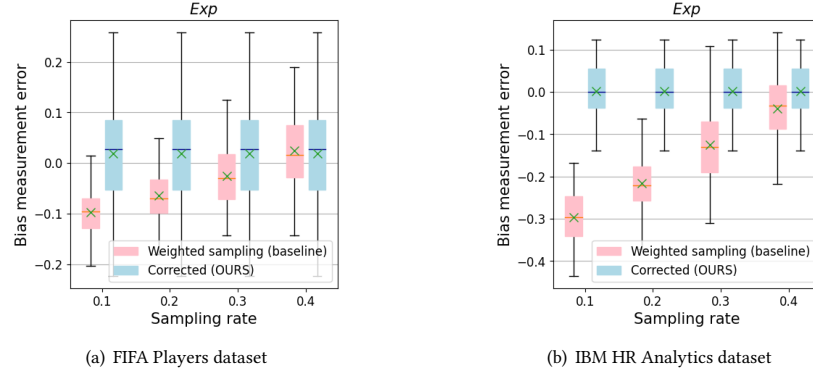 Exp
Bias measurement error
0.2
0.1
0.0
−0.1
−0.2
Weighted sampling (baseline)
Corrected (OURS)
0.1 0.2 0.3 0.4
Sampling rate
(a) FIFA Players dataset
Exp
Bias measurement error
0.1
0.0
−0.1
−0.2
−0.3
−0.4
Weighted sampling (baseline)
Corrected (OURS)
0.1 0.2 0.3 0.4
Sampling rate
(b) IBM HR Analytics dataset